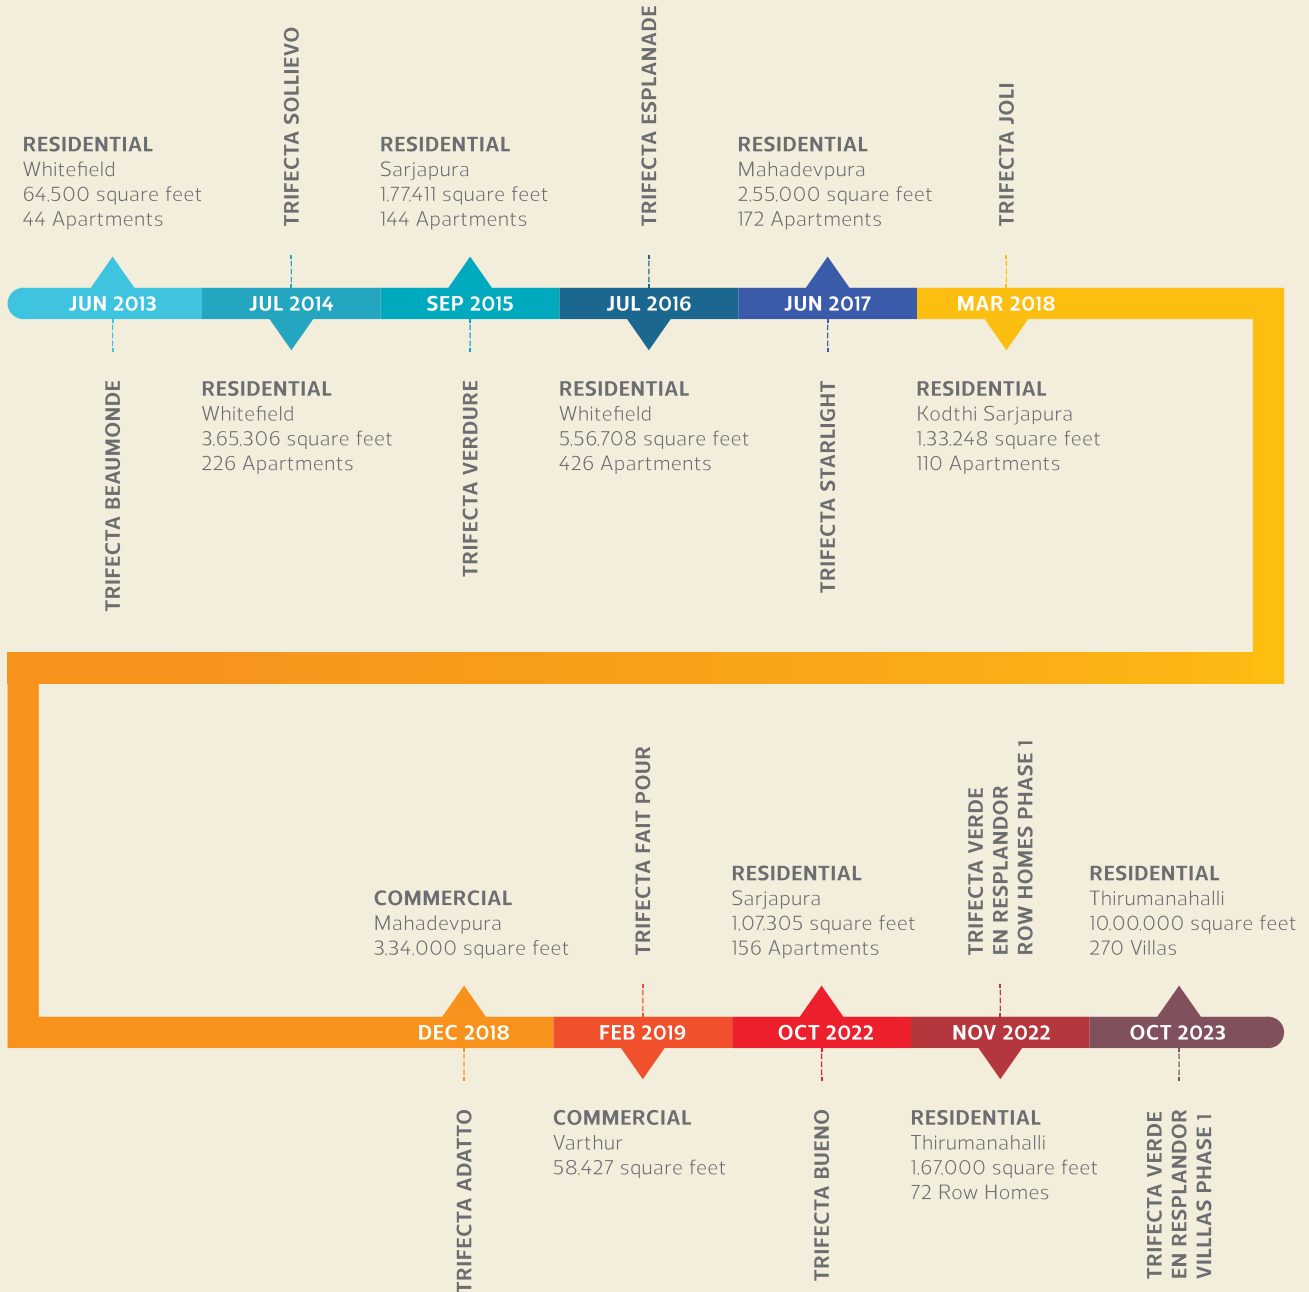 RESIDENTIAL
Whitefield
64,500 square feet
44 Apartments
JUN 2013
TRIFECTA BEAUMONDE
TRIFECTA SOLLIEVO
JUL 2014
RESIDENTIAL
Whitefield
3,65,306 square feet
226 Apartments
RESIDENTIAL
Sarjapura
1,77,411 square feet
144 Apartments
SEP 2015
TRIFECTA VERDURE
TRIFECTA ESPLANADE
JUL 2016
RESIDENTIAL
Whitefield
5,56,708 square feet
426 Apartments
RESIDENTIAL
Mahadevpura
2,55,000 square feet
172 Apartments
JUN 2017
TRIFECTA STARLIGHT
TRIFECTA JOLI
MAR 2018
RESIDENTIAL
Kodthi Sarjapura
1,33,248 square feet
110 Apartments
COMMERCIAL
Mahadevpura
3,34,000 square feet
DEC 2018
TRIFECTA ADATTO
TRIFECTA FAIT POUR
FEB 2019
COMMERCIAL
Varthur
58,427 square feet
RESIDENTIAL
Sarjapura
1,07,305 square feet
156 Apartments
OCT 2022
TRIFECTA BUENO
TRIFECTA VERDE
EN RESPLANDOR
ROW HOMES PHASE 1
NOV 2022
RESIDENTIAL
Thirumanahalli
1,67,000 square feet
72 Row Homes
RESIDENTIAL
Thirumanahalli
10,00,000 square feet
270 Villas
OCT 2023
TRIFECTA VERDE
EN RESPLANDOR
VILLLAS PHASE 1